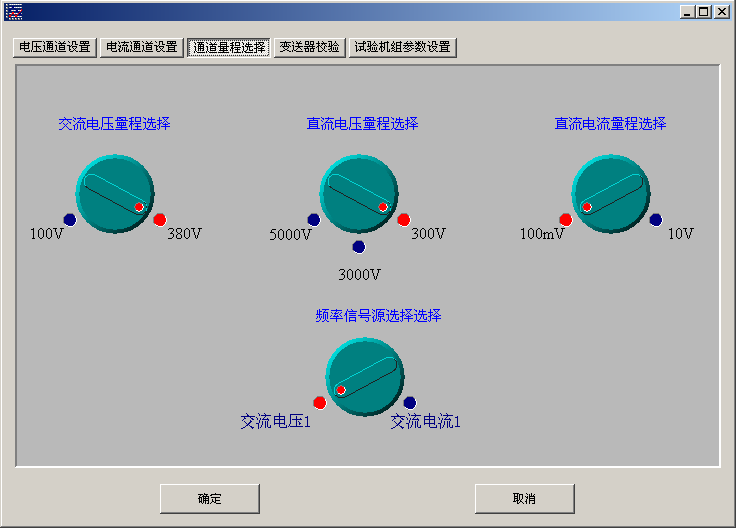 电压通道设置 电流通道设置 通道量程选择 变送器校验 试验机组参数设置
交流电压量程选择 直流电压量程选择 直流电流量程选择
100V 380V 5000V 300V 100mV 10V
3000V
频率信号源选择选择
交流电压1 交流电流1
确定 取消